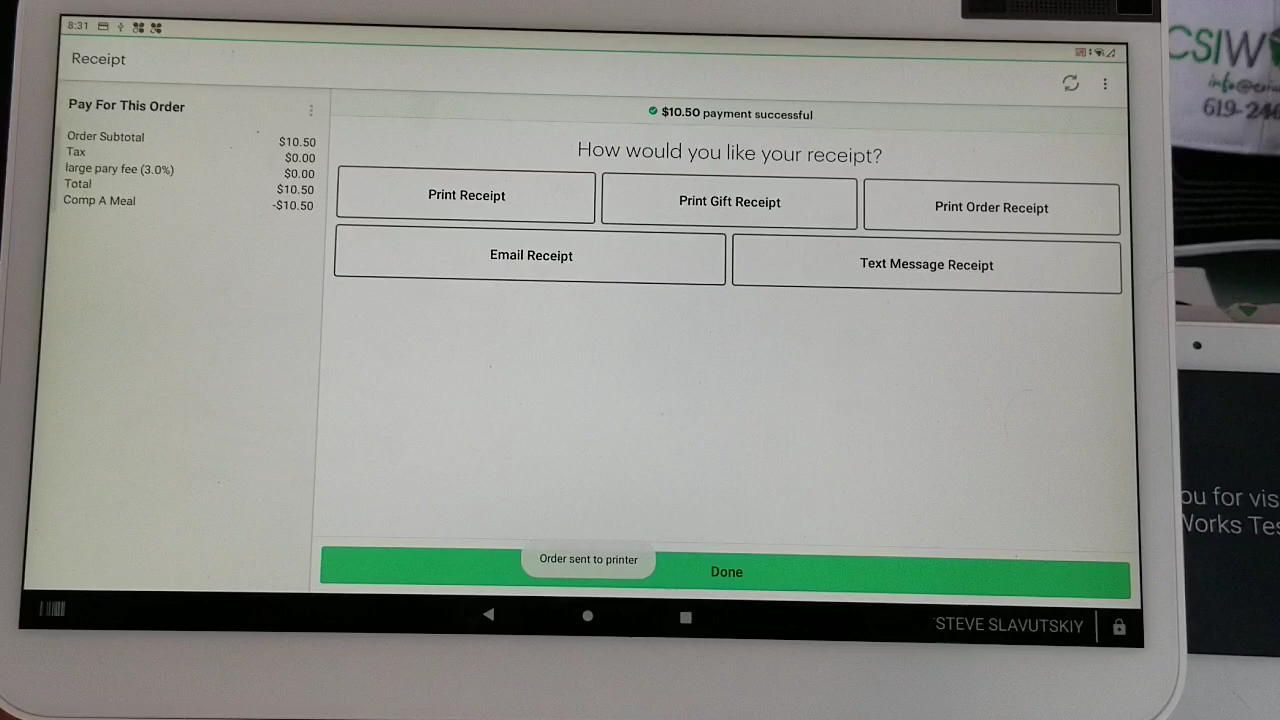 8:31
Receipt
Pay For This Order
Order Subtotal $10.50
Tax $0.00
large pary fee (3.0%) $0.00
Total $10.50
Comp A Meal -$10.50
$10.50 payment successful
How would you like your receipt?
Print Receipt
Print Gift Receipt
Print Order Receipt
Email Receipt
Text Message Receipt
Order sent to printer
Done
STEVE SLAVUTSKIY
CSIW
619-246
ou for vis
Works Tes